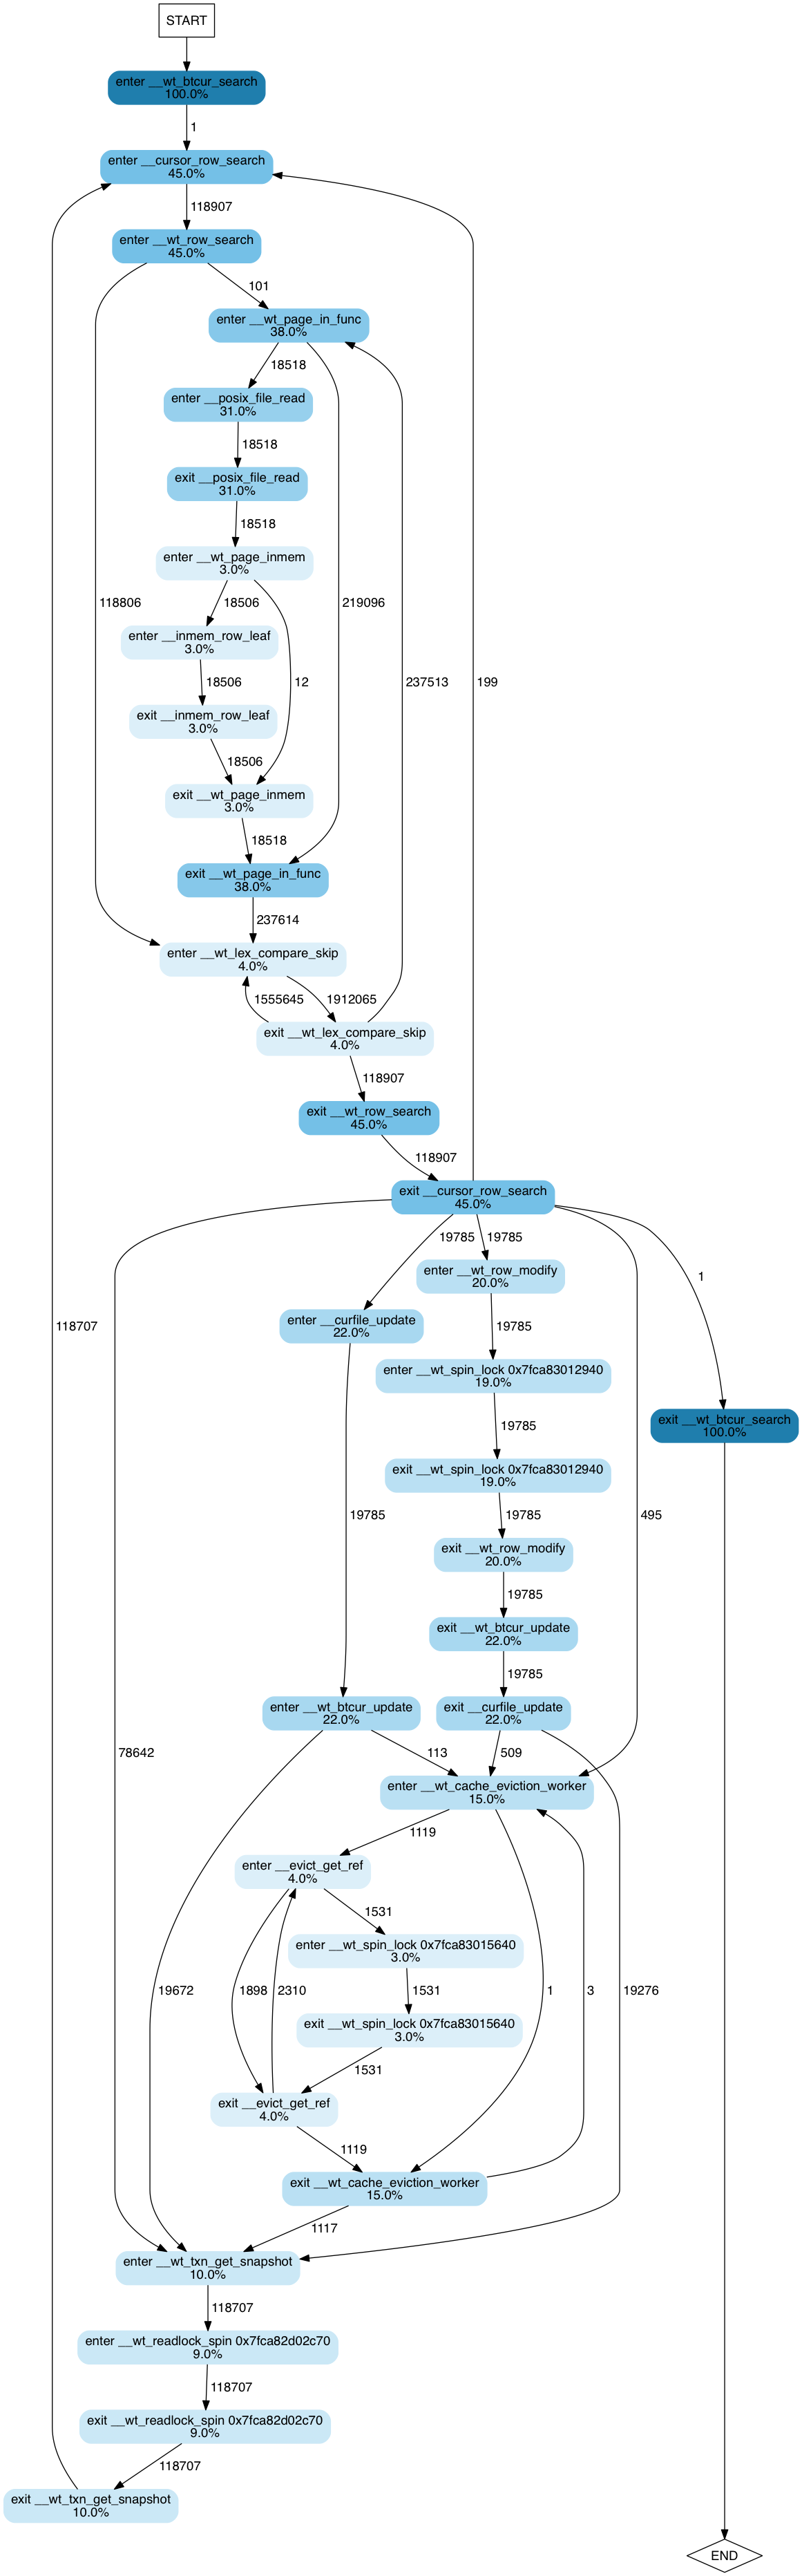 START
enter __wt_btcur_search
100.0%
1
enter __cursor_row_search
45.0%
118907
enter __wt_row_search
45.0%
101
enter __wt_page_in_func
38.0%
18518
enter __posix_file_read
31.0%
18518
exit __posix_file_read
31.0%
18518
enter __wt_page_inmem
3.0%
118806
18506
219096
enter __inmem_row_leaf
3.0%
18506
12
237513
199
exit __inmem_row_leaf
3.0%
18506
exit __wt_page_inmem
3.0%
18518
exit __wt_page_in_func
38.0%
237614
enter __wt_lex_compare_skip
4.0%
1555645
1912065
exit __wt_lex_compare_skip
4.0%
118907
exit __wt_row_search
45.0%
118907
exit __cursor_row_search
45.0%
19785
19785
enter __wt_row_modify
20.0%
1
enter __curfile_update
22.0%
118707
19785
enter __wt_spin_lock 0x7fca83012940
19.0%
exit __wt_btcur_search
100.0%
19785
exit __wt_spin_lock 0x7fca83012940
19.0%
19785
19785
495
exit __wt_row_modify
20.0%
19785
exit __wt_btcur_update
22.0%
19785
enter __wt_btcur_update
22.0%
exit __curfile_update
22.0%
78642
113
509
enter __wt_cache_eviction_worker
15.0%
1119
enter __evict_get_ref
4.0%
1531
enter __wt_spin_lock 0x7fca83015640
3.0%
19672
1898
2310
1531
1
3
19276
exit __wt_spin_lock 0x7fca83015640
3.0%
1531
exit __evict_get_ref
4.0%
1119
exit __wt_cache_eviction_worker
15.0%
1117
enter __wt_txn_get_snapshot
10.0%
118707
enter __wt_readlock_spin 0x7fca82d02c70
9.0%
118707
exit __wt_readlock_spin 0x7fca82d02c70
9.0%
118707
exit __wt_txn_get_snapshot
10.0%
END